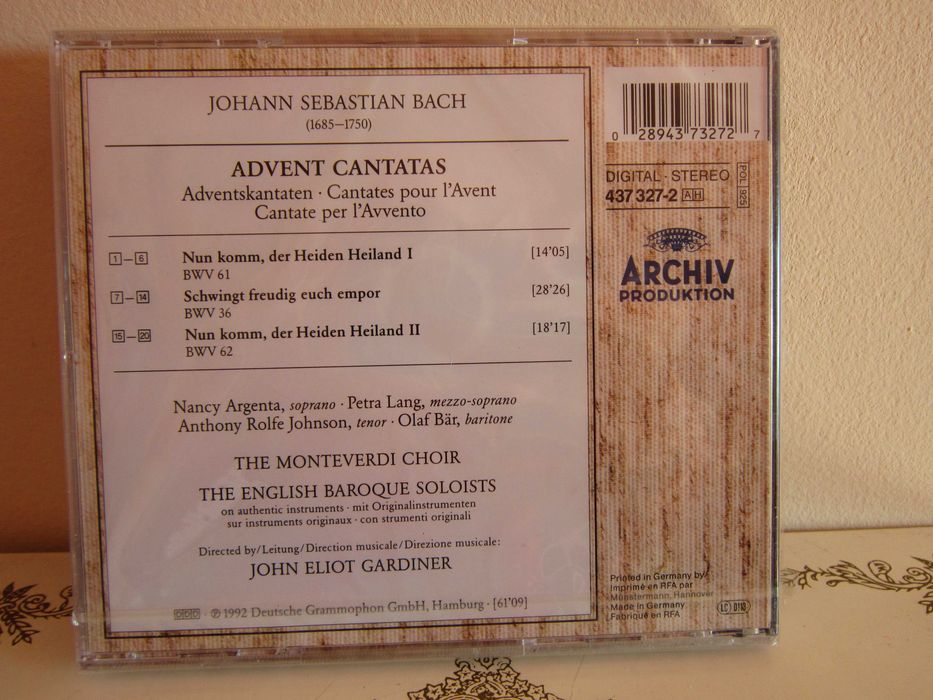 JOHANN SEBASTIAN BACH
(1685–1750)
ADVENT CANTATAS
Adventskantaten · Cantates pour l'Avent
Cantate per l'Avvento
1 – 6 Nun komm, der Heiden Heiland I [14'05]
BWV 61
7 – 14 Schwingt freudig euch empor [28'26]
BWV 36
15 – 20 Nun komm, der Heiden Heiland II [18'17]
BWV 62
Nancy Argenta, soprano · Petra Lang, mezzo-soprano
Anthony Rolfe Johnson, tenor · Olaf Bär, baritone
THE MONTEVERDI CHOIR
THE ENGLISH BAROQUE SOLOISTS
on authentic instruments · mit Originalinstrumenten
sur instruments originaux · con strumenti originali
Directed by/Leitung/Direction musicale/Direzione musicale:
JOHN ELIOT GARDINER
DDD · ℗ 1992 Deutsche Grammophon GmbH, Hamburg · [61'09]
0 28943 73272 7
DIGITAL · STEREO
437 327-2 AH
POL 925
ARCHIV
PRODUKTION
Printed in Germany by/
Imprimé en RFA par
Münstermann, Hannover
Made in Germany
Fabriqué en RFA
LC 0113